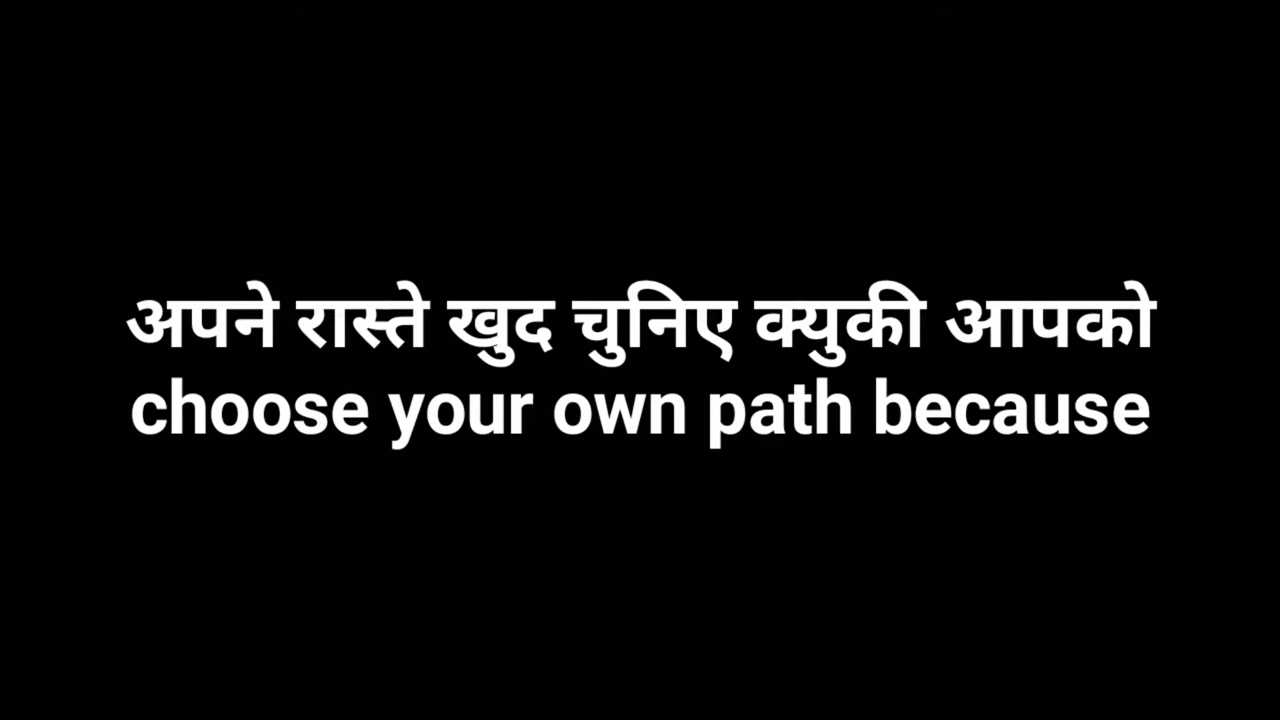 अपने रास्ते खुद चुनिए क्युकी आपको
choose your own path because